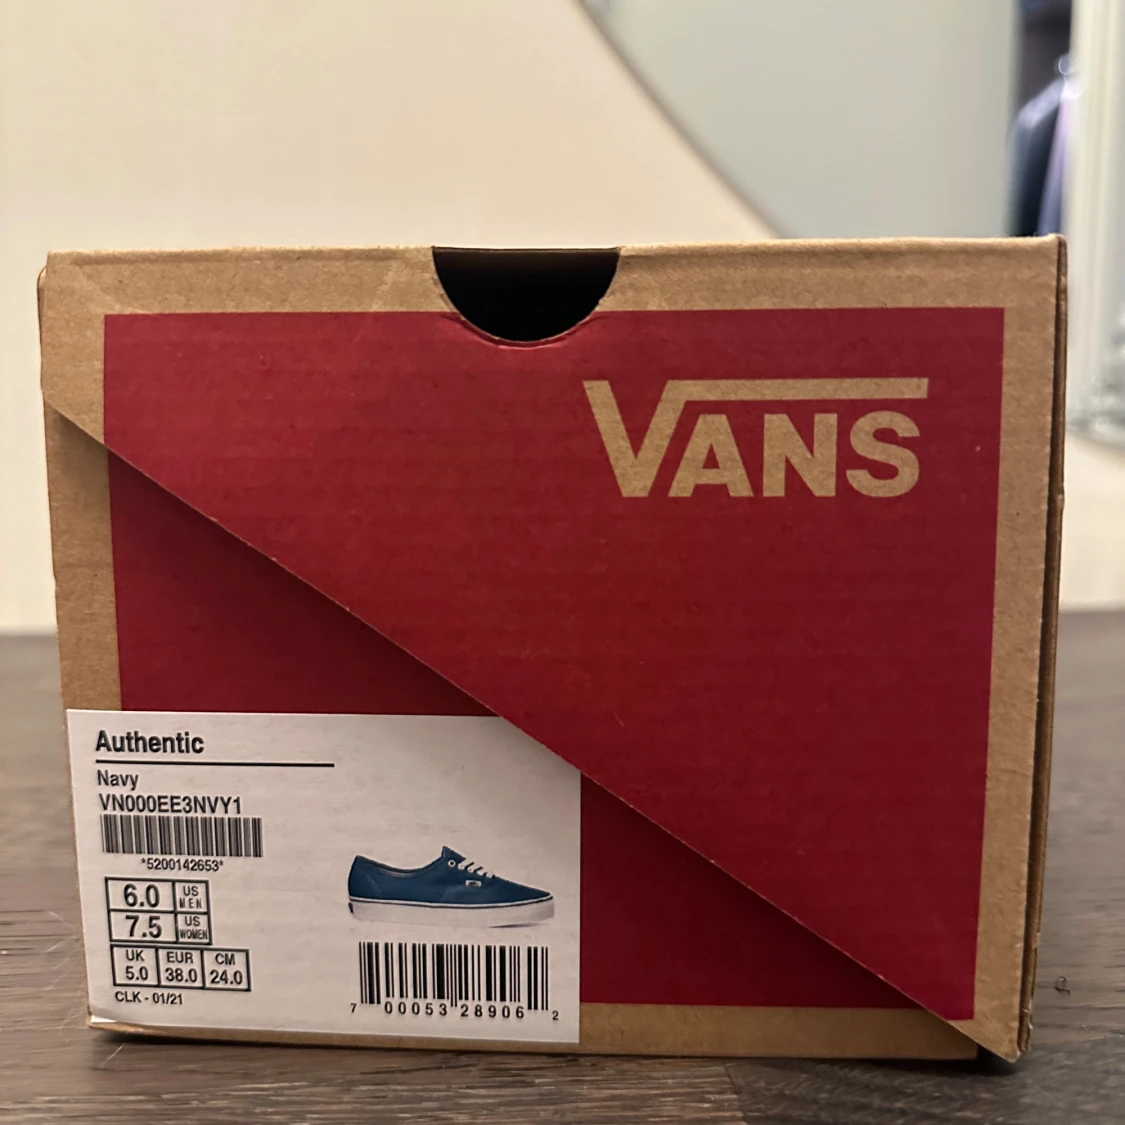 VANS
Authentic
Navy
VN000EE3NVY1
*5200142653*
6.0 US MEN
7.5 US WOMEN
UK EUR CM
5.0 38.0 24.0
CLK - 01/21
7 00053 28906 2